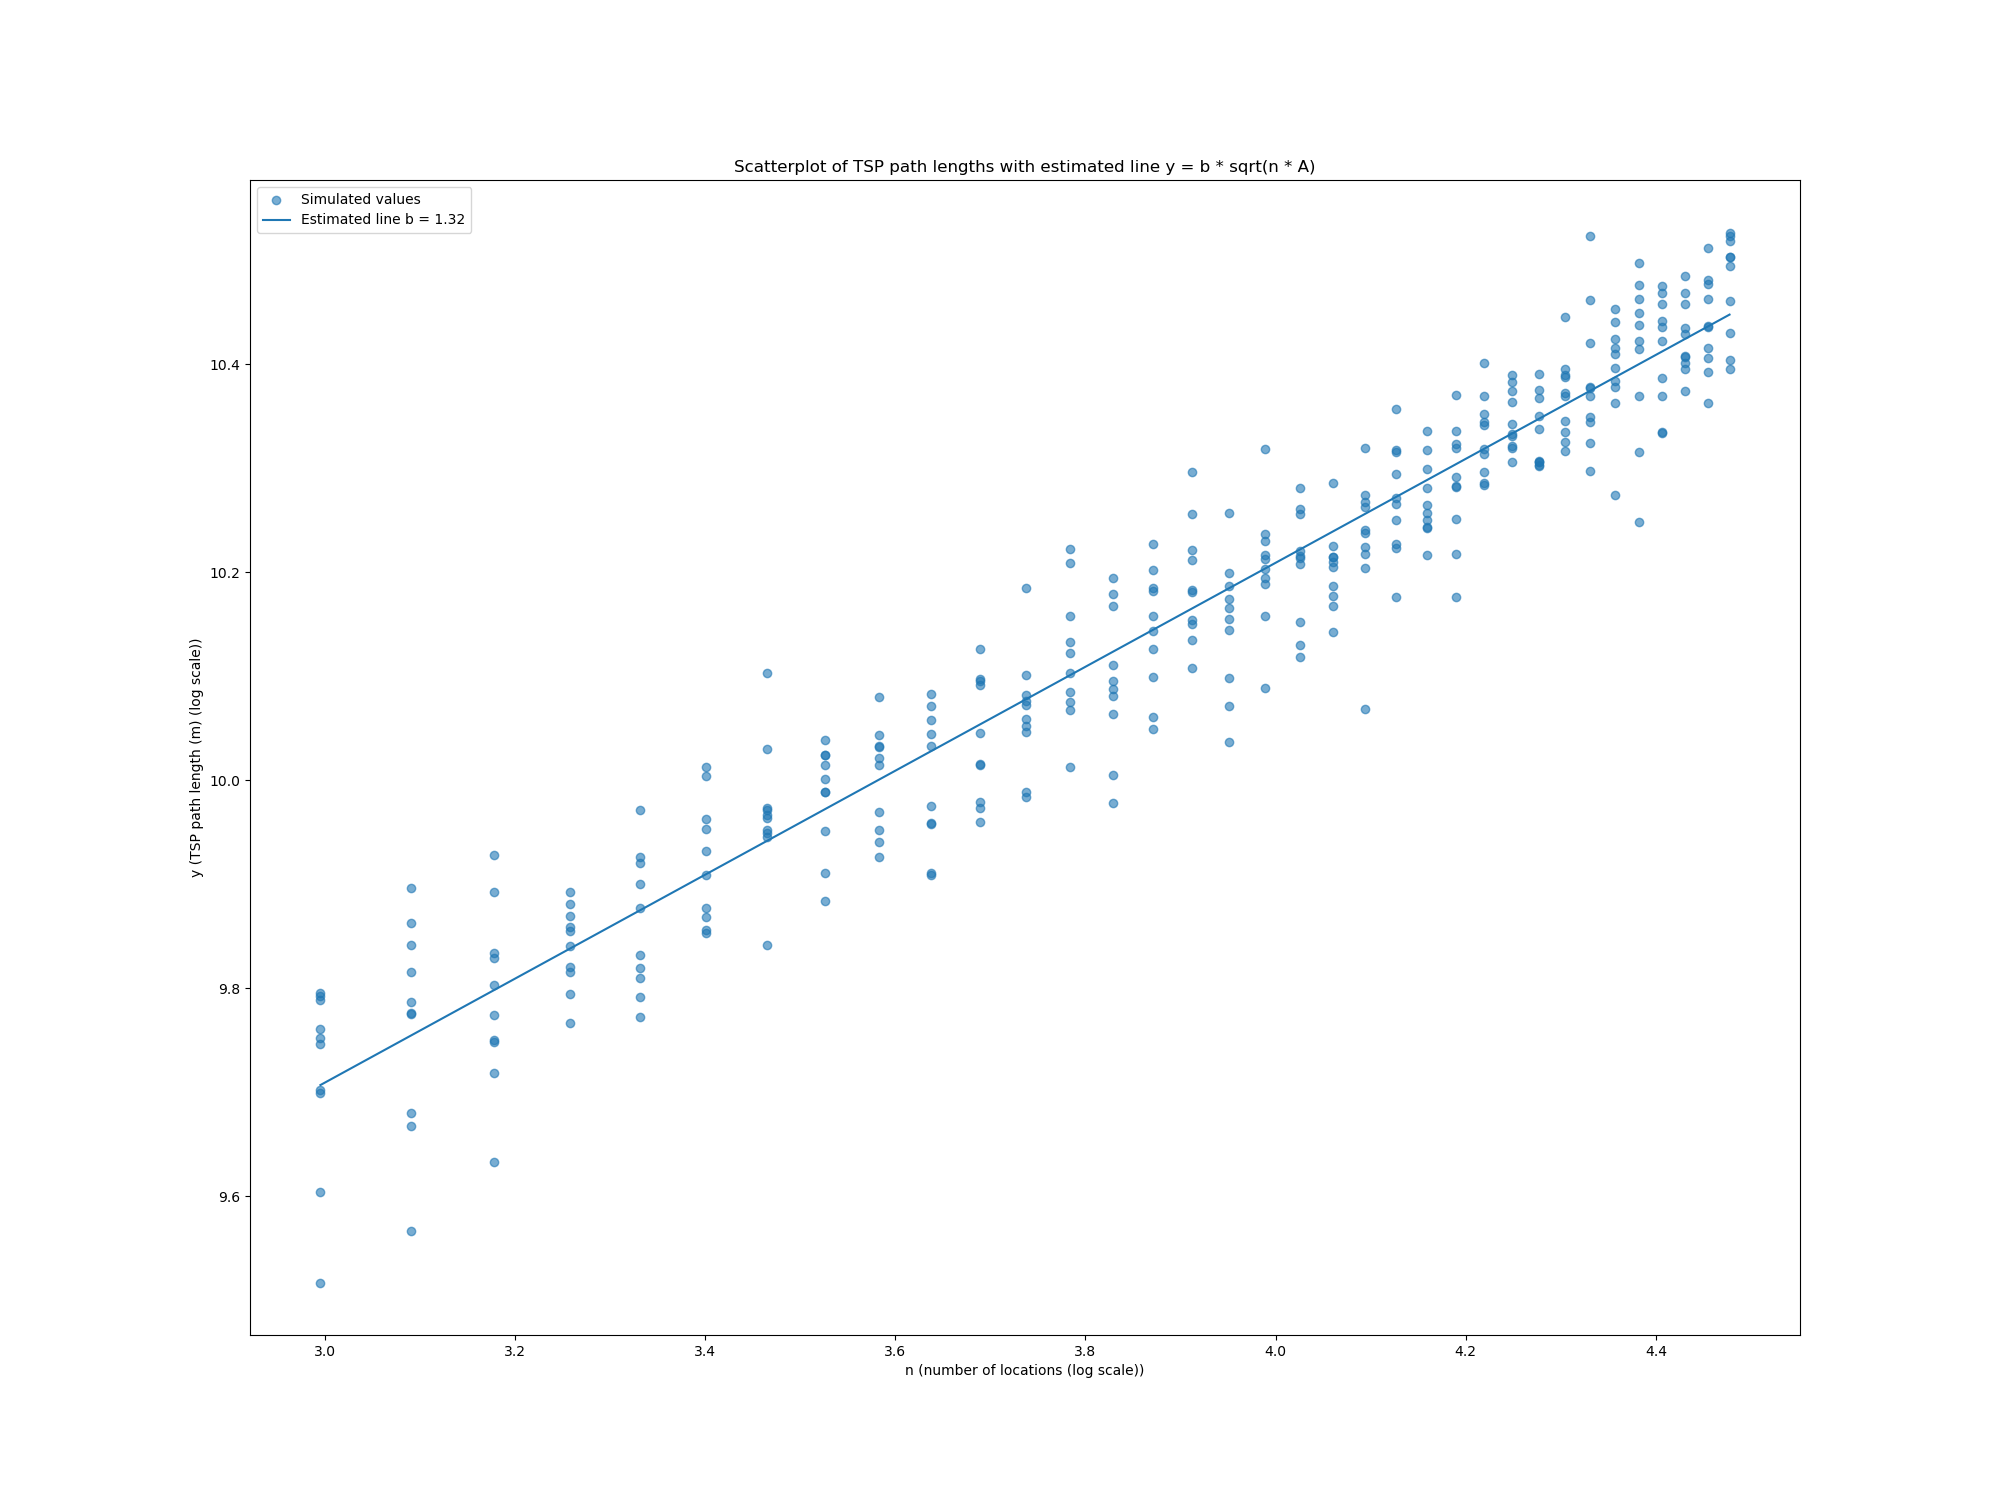 Scatterplot of TSP path lengths with estimated line y = b * sqrt(n * A)
Simulated values
Estimated line b = 1.32
10.4
10.2
10.0
9.8
9.6
y (TSP path length (m) (log scale))
3.0 3.2 3.4 3.6 3.8 4.0 4.2 4.4
n (number of locations (log scale))